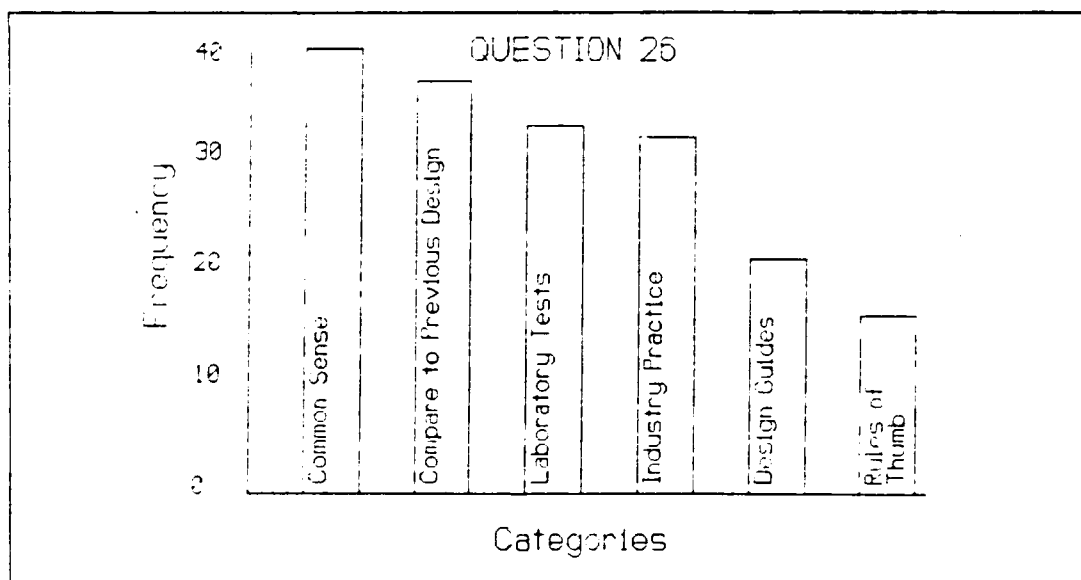 QUESTION 26
40
30
20
10
0
Frequency
Common Sense
Compare to Previous Design
Laboratory Tests
Industry Practice
Design Guides
Rules of
Thumb
Categories